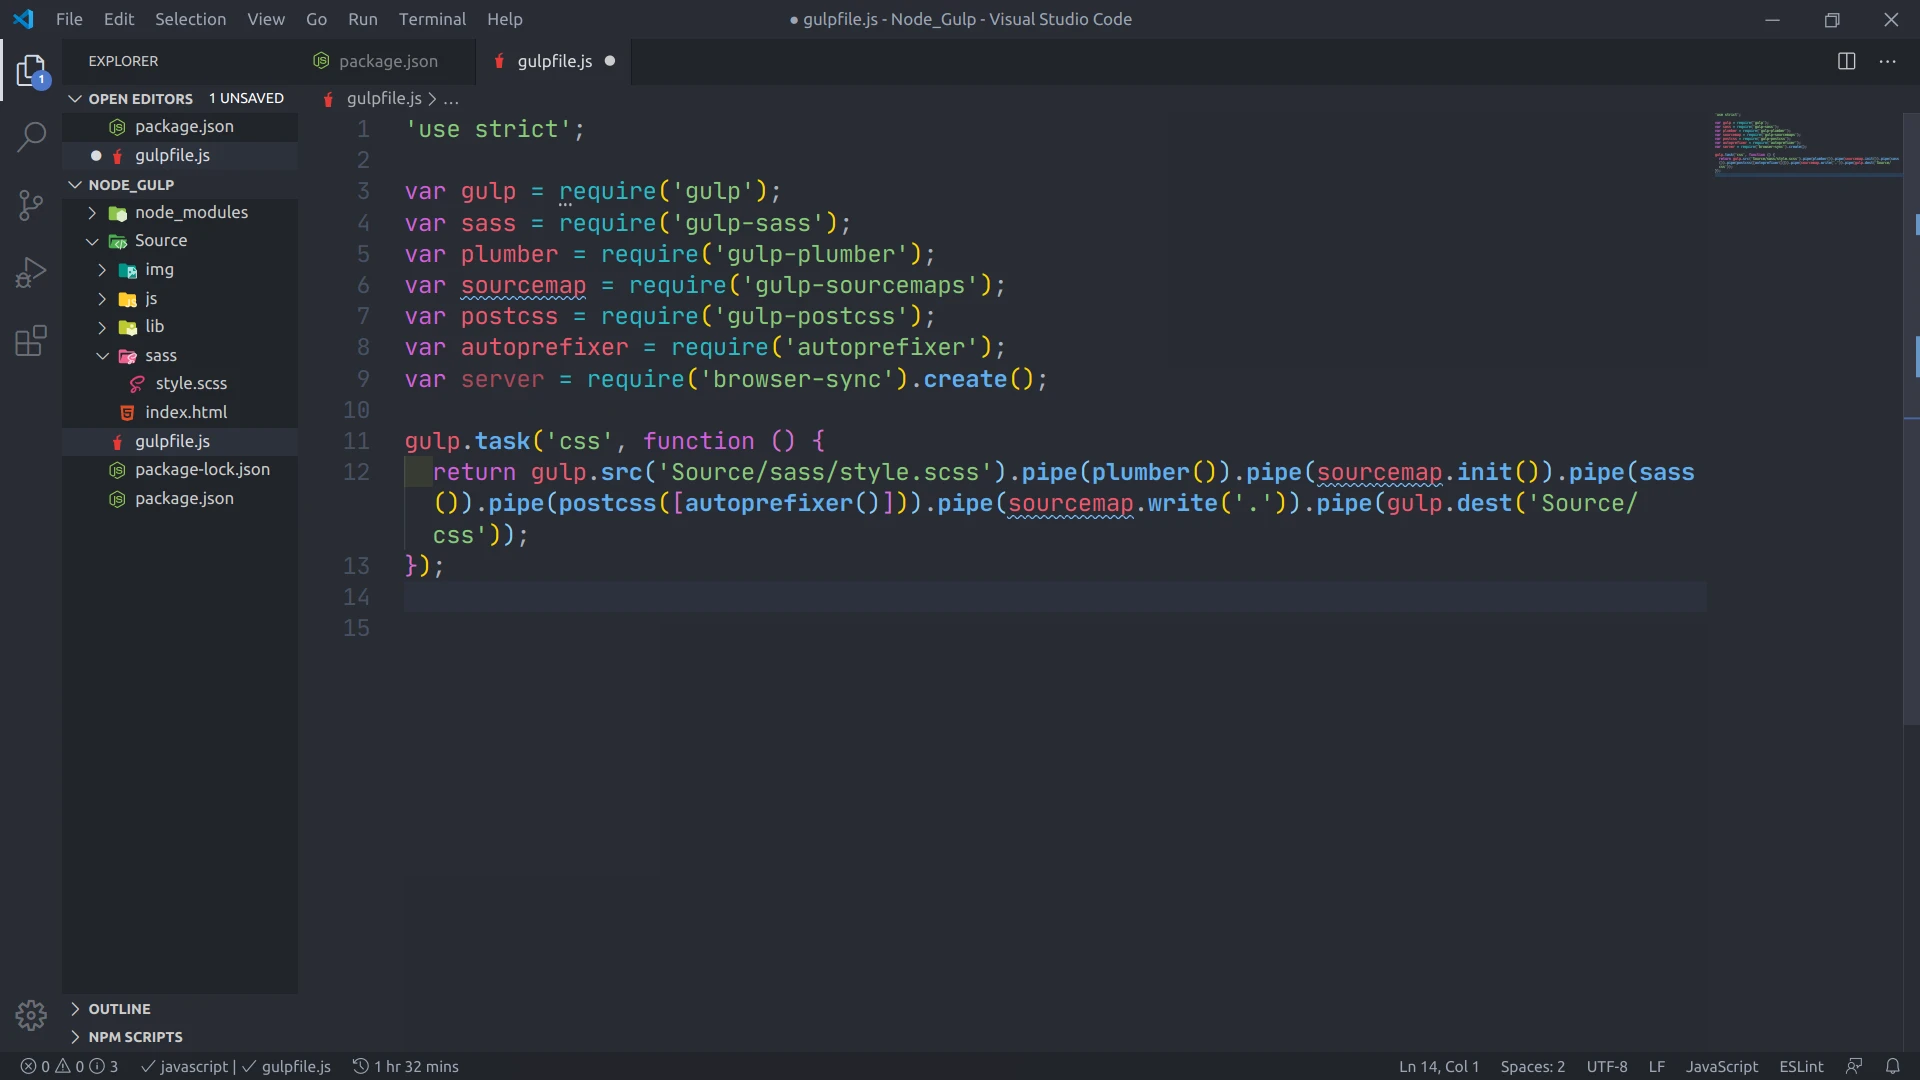 File Edit Selection View Go Run Terminal Help
● gulpfile.js - Node_Gulp - Visual Studio Code
EXPLORER
package.json
gulpfile.js
1
OPEN EDITORS 1 UNSAVED
package.json
gulpfile.js
NODE_GULP
node_modules
Source
img
js
lib
sass
style.scss
index.html
gulpfile.js
package-lock.json
package.json
OUTLINE
NPM SCRIPTS
gulpfile.js > ...
1 'use strict';
2
3 var gulp = require('gulp');
4 var sass = require('gulp-sass');
5 var plumber = require('gulp-plumber');
6 var sourcemap = require('gulp-sourcemaps');
7 var postcss = require('gulp-postcss');
8 var autoprefixer = require('autoprefixer');
9 var server = require('browser-sync').create();
10
11 gulp.task('css', function () {
12 return gulp.src('Source/sass/style.scss').pipe(plumber()).pipe(sourcemap.init()).pipe(sass
()).pipe(postcss([autoprefixer()])).pipe(sourcemap.write('.')).pipe(gulp.dest('Source/
css'));
13 });
14
15
0 0 3 javascript | gulpfile.js 1 hr 32 mins
Ln 14, Col 1 Spaces: 2 UTF-8 LF JavaScript ESLint